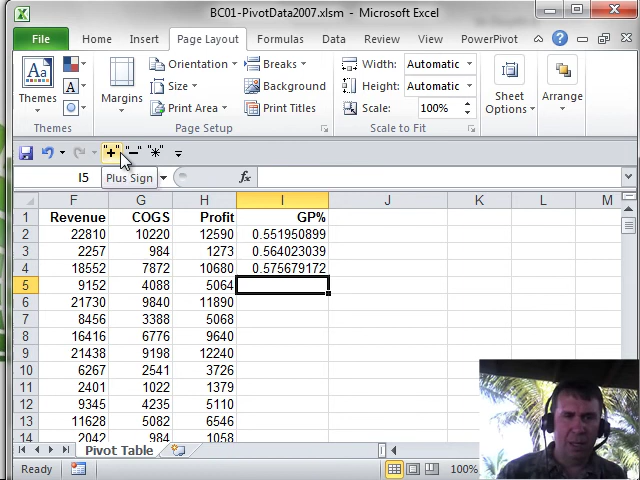 BC01-PivotData2007.xlsm - Microsoft Excel
File Home Insert Page Layout Formulas Data Review View PowerPivot
Aa
Themes
A
Margins
Orientation
Size
Print Area
Breaks
Background
Print Titles
Width: Automatic
Height: Automatic
Scale: 100%
Sheet Options
Arrange
Themes Page Setup Scale to Fit
"+" "-" "*"
I5 Plus Sign fx
F G H I J K L M
1 Revenue COGS Profit GP%
2 22810 10220 12590 0.551950899
3 2257 984 1273 0.564023039
4 18552 7872 10680 0.575679172
5 9152 4088 5064
6 21730 9840 11890
7 8456 3388 5068
8 16416 6776 9640
9 21438 9198 12240
10 6267 2541 3726
11 2401 1022 1379
12 9345 4235 5110
13 11628 5082 6546
14 2042 984 1058
Pivot Table
Ready 100%